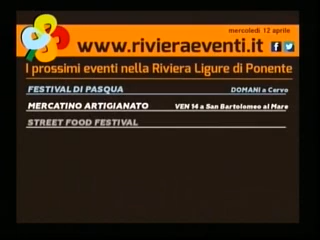 mercoledì 12 aprile
www.rivieraeventi.it
I prossimi eventi nella Riviera Ligure di Ponente
FESTIVAL DI PASQUA DOMANI a Cervo
MERCATINO ARTIGIANATO VEN 14 a San Bartolomeo al Mare
STREET FOOD FESTIVAL